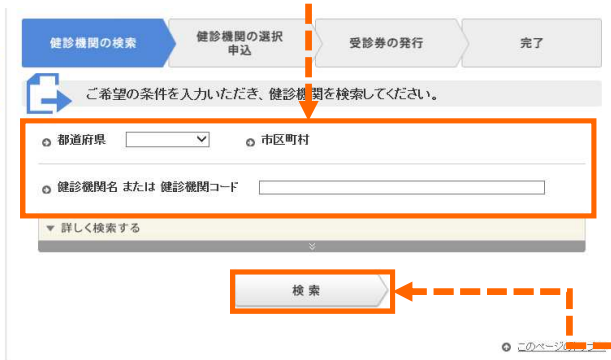 健診機関の検索
健診機関の選択
申込
受診券の発行
完了
ご希望の条件を入力いただき、健診機関を検索してください。
都道府県
市区町村
健診機関名 または 健診機関コード
▼ 詳しく検索する
検 索
このページの